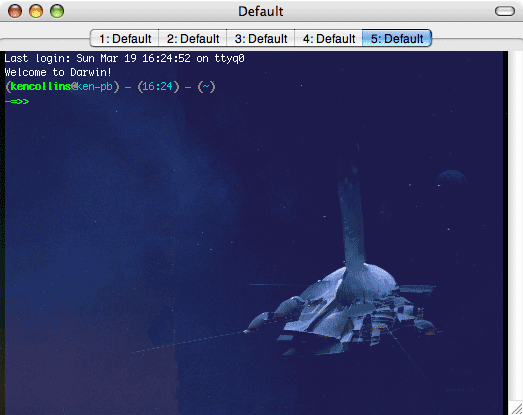 Default
1: Default 2: Default 3: Default 4: Default 5: Default
Last login: Sun Mar 19 16:24:52 on ttyq0
Welcome to Darwin!
(kencollins@ken-pb) - (16:24) - (~)
-=>>